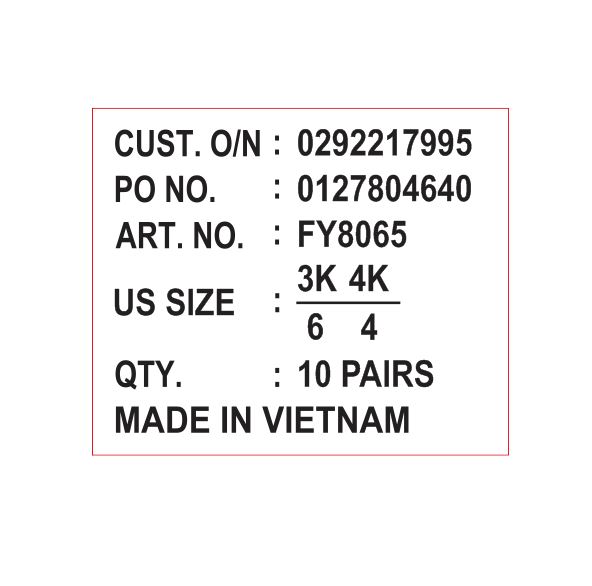 CUST. O/N : 0292217995
PO NO. : 0127804640
ART. NO. : FY8065
3K 4K
US SIZE :
6 4
QTY. : 10 PAIRS
MADE IN VIETNAM